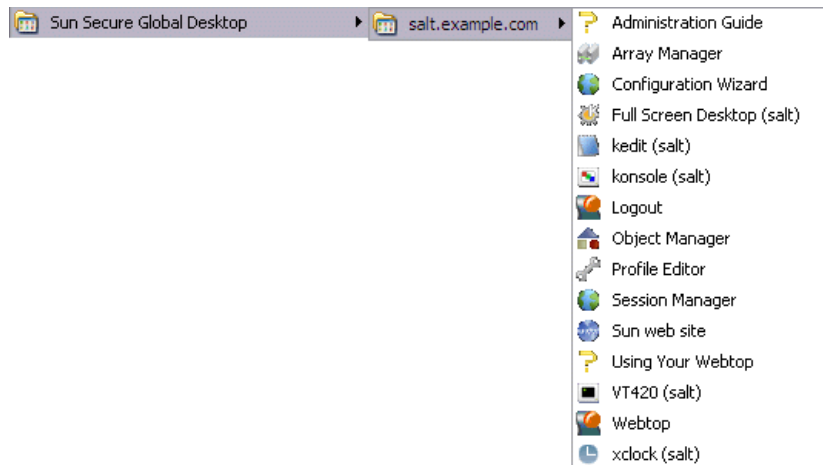 Sun Secure Global Desktop
salt.example.com
Administration Guide
Array Manager
Configuration Wizard
Full Screen Desktop (salt)
kedit (salt)
konsole (salt)
Logout
Object Manager
Profile Editor
Session Manager
Sun web site
Using Your Webtop
VT420 (salt)
Webtop
xclock (salt)